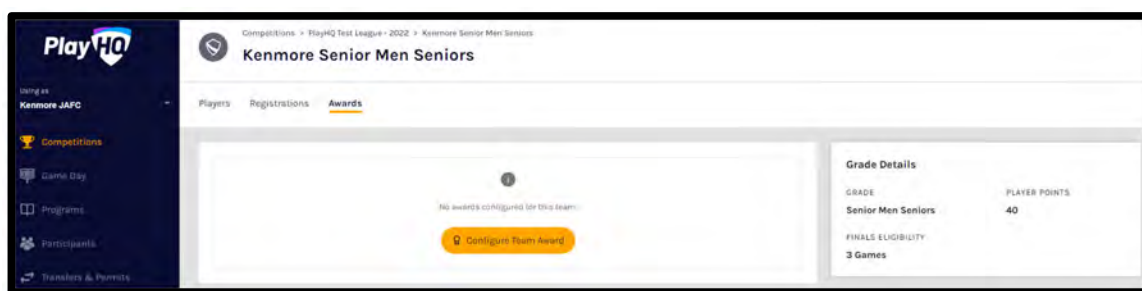 PlayHQ
Using as
Kenmore JAFC
Competitions
Game Day
Programs
Participants
Transfers & Permits
Competitions > PlayHQ Test League - 2022 > Kenmore Senior Men Seniors
Kenmore Senior Men Seniors
Players Registrations Awards
No awards configured for this team.
Configure Team Award
Grade Details
GRADE PLAYER POINTS
Senior Men Seniors 40
FINALS ELIGIBILITY
3 Games